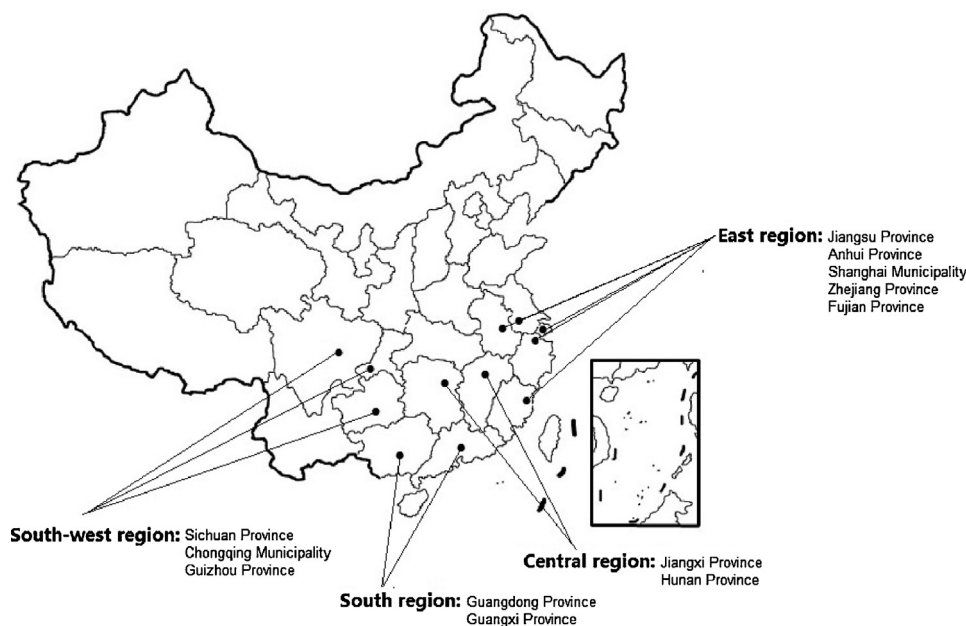 East region: Jiangsu Province
Anhui Province
Shanghai Municipality
Zhejiang Province
Fujian Province
South-west region: Sichuan Province
Chongqing Municipality
Guizhou Province
Central region: Jiangxi Province
Hunan Province
South region: Guangdong Province
Guangxi Province